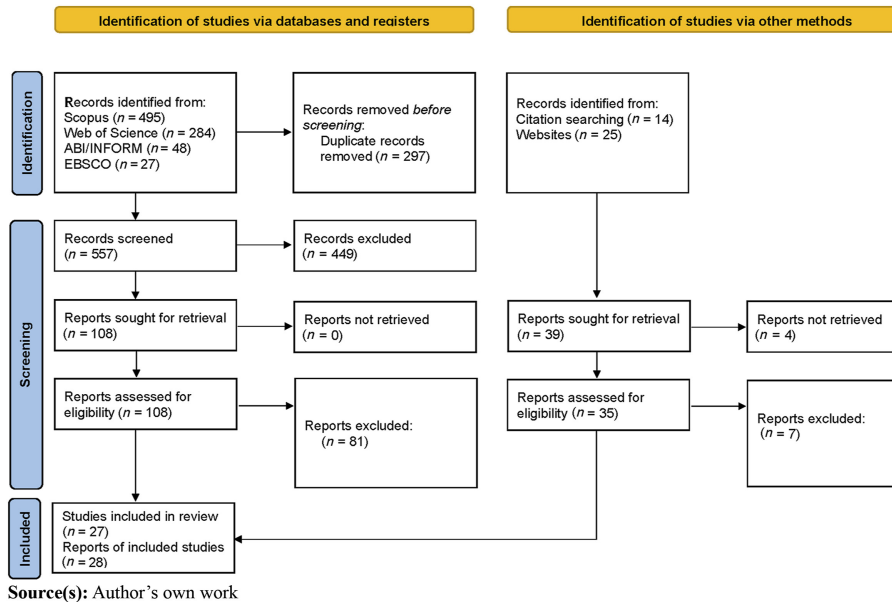 Identification of studies via databases and registers
Identification of studies via other methods
Identification
Records identified from:
Scopus (n = 495)
Web of Science (n = 284)
ABI/INFORM (n = 48)
EBSCO (n = 27)
Records removed before
screening:
Duplicate records
removed (n = 297)
Records identified from:
Citation searching (n = 14)
Websites (n = 25)
Screening
Records screened
(n = 557)
Records excluded
(n = 449)
Reports sought for retrieval
(n = 108)
Reports not retrieved
(n = 0)
Reports sought for retrieval
(n = 39)
Reports not retrieved
(n = 4)
Reports assessed for
eligibility (n = 108)
Reports excluded:
(n = 81)
Reports assessed for
eligibility (n = 35)
Reports excluded:
(n = 7)
Included
Studies included in review
(n = 27)
Reports of included studies
(n = 28)
Source(s): Author's own work